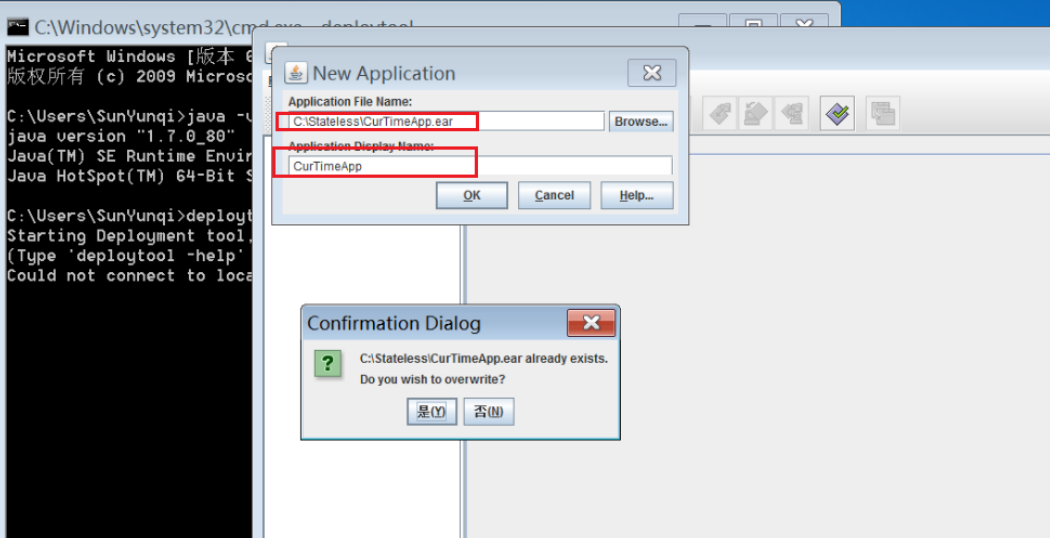 C:\Windows\system32\cmd.exe - deploytool
Microsoft Windows [版本 6
版权所有 (c) 2009 Microso
C:\Users\SunYunqi>java -v
java version "1.7.0_80"
Java(TM) SE Runtime Envir
Java HotSpot(TM) 64-Bit S
C:\Users\SunYunqi>deployt
Starting Deployment tool,
(Type 'deploytool -help'
Could not connect to loca
New Application
Application File Name:
C:\Stateless\CurTimeApp.ear
Browse...
Application Display Name:
CurTimeApp
OK
Cancel
Help...
Confirmation Dialog
C:\Stateless\CurTimeApp.ear already exists.
Do you wish to overwrite?
是(Y)
否(N)